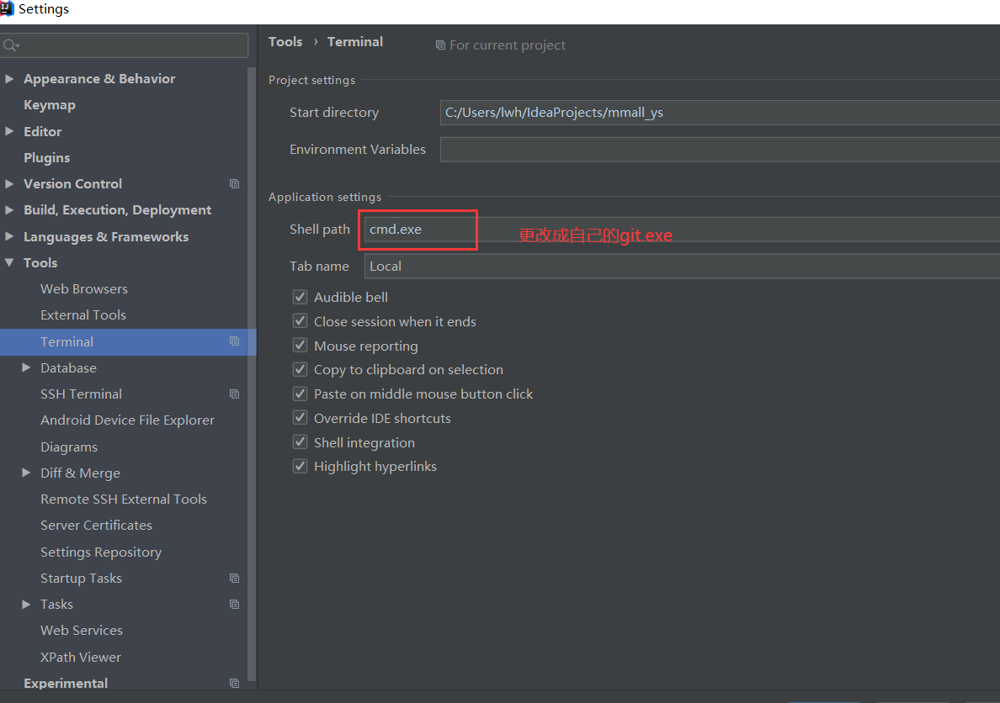 Settings
Appearance & Behavior
Keymap
Editor
Plugins
Version Control
Build, Execution, Deployment
Languages & Frameworks
Tools
Web Browsers
External Tools
Terminal
Database
SSH Terminal
Android Device File Explorer
Diagrams
Diff & Merge
Remote SSH External Tools
Server Certificates
Settings Repository
Startup Tasks
Tasks
Web Services
XPath Viewer
Experimental
Tools › Terminal For current project
Project settings
Start directory C:/Users/lwh/IdeaProjects/mmall_ys
Environment Variables
Application settings
Shell path cmd.exe 更改成自己的git.exe
Tab name Local
Audible bell
Close session when it ends
Mouse reporting
Copy to clipboard on selection
Paste on middle mouse button click
Override IDE shortcuts
Shell integration
Highlight hyperlinks